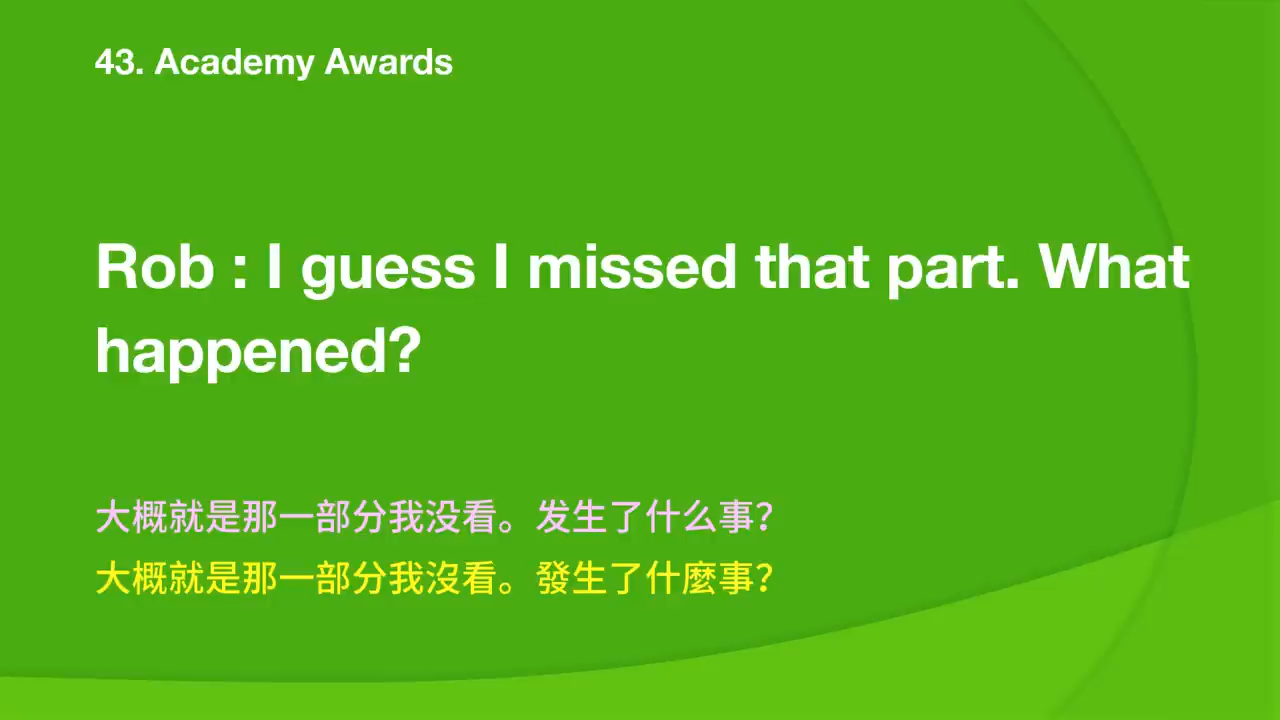 43. Academy Awards
Rob : I guess I missed that part. What
happened?
大概就是那一部分我没看。发生了什么事?
大概就是那一部分我沒看。發生了什麼事?